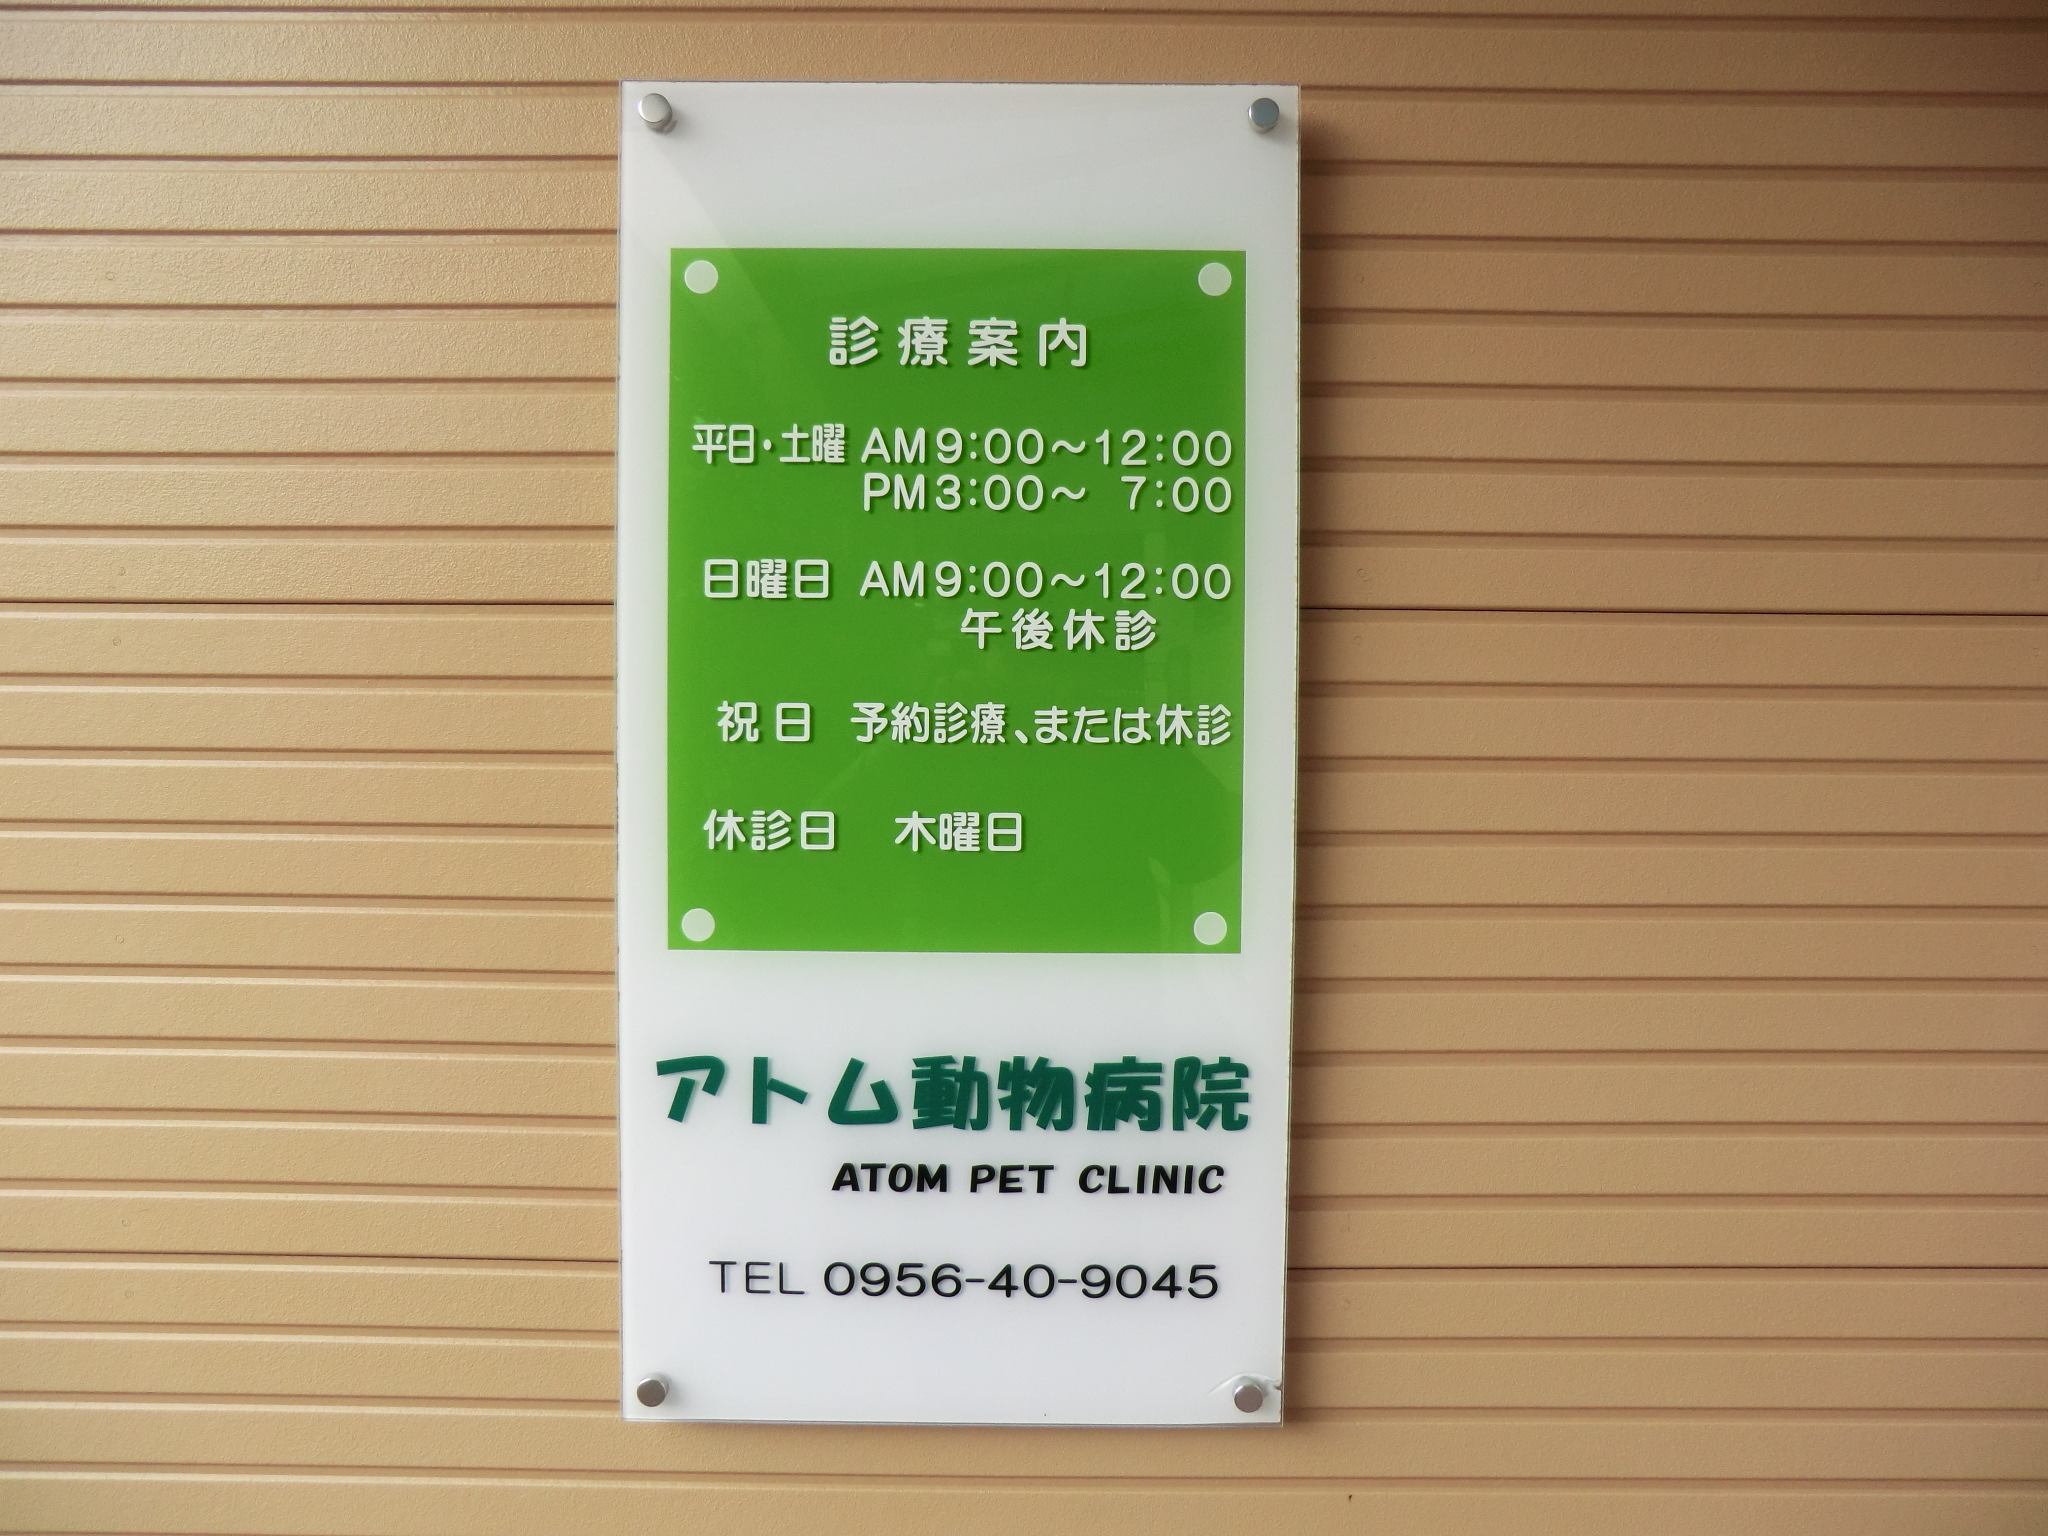 診療案内
平日・土曜 AM9:00～12:00
PM3:00～ 7:00
日曜日 AM9:00～12:00
午後休診
祝日 予約診療、または休診
休診日 木曜日
アトム動物病院
ATOM PET CLINIC
TEL 0956-40-9045